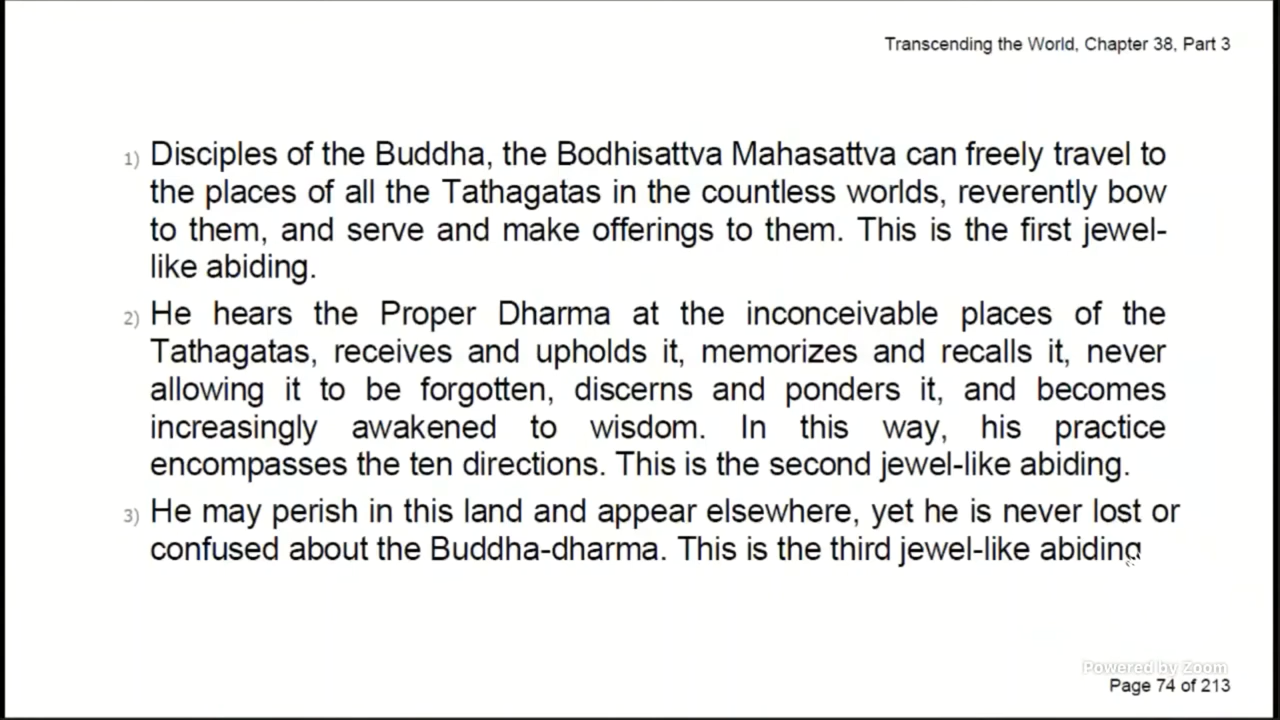 Transcending the World, Chapter 38, Part 3
1) Disciples of the Buddha, the Bodhisattva Mahasattva can freely travel to
the places of all the Tathagatas in the countless worlds, reverently bow
to them, and serve and make offerings to them. This is the first jewel-
like abiding.
2) He hears the Proper Dharma at the inconceivable places of the
Tathagatas, receives and upholds it, memorizes and recalls it, never
allowing it to be forgotten, discerns and ponders it, and becomes
increasingly awakened to wisdom. In this way, his practice
encompasses the ten directions. This is the second jewel-like abiding.
3) He may perish in this land and appear elsewhere, yet he is never lost or
confused about the Buddha-dharma. This is the third jewel-like abiding
Powered by Zoom
Page 74 of 213